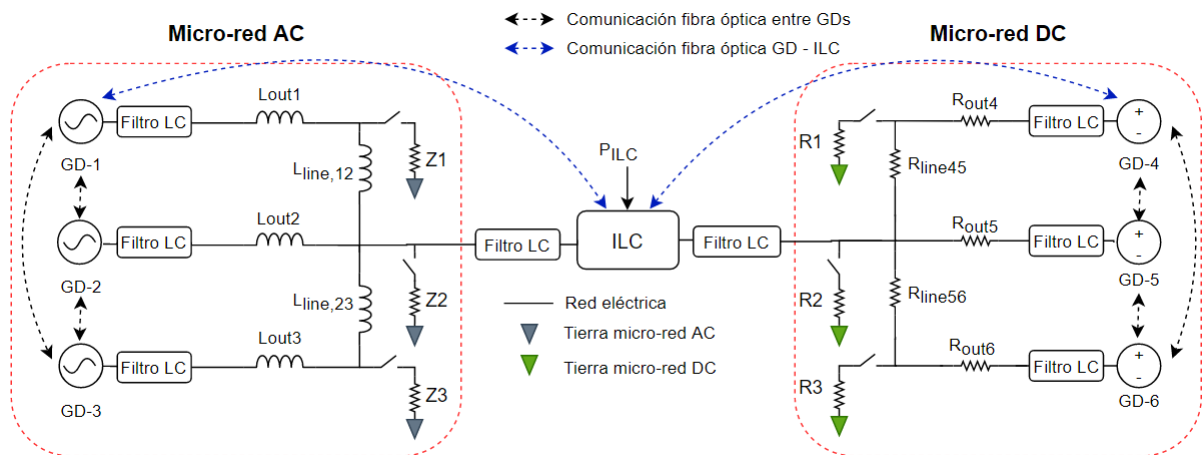 Comunicación fibra óptica entre GDs
Comunicación fibra óptica GD - ILC
Micro-red AC
Micro-red DC
GD-1
Filtro LC
Lout1
Z1
Lline,12
GD-2
Filtro LC
Lout2
Z2
Lline,23
GD-3
Filtro LC
Lout3
Z3
Filtro LC
PILC
ILC
Filtro LC
Red eléctrica
Tierra micro-red AC
Tierra micro-red DC
R1
Rout4
Filtro LC
+
-
GD-4
Rline45
R2
Rout5
Filtro LC
+
-
GD-5
Rline56
R3
Rout6
Filtro LC
+
-
GD-6